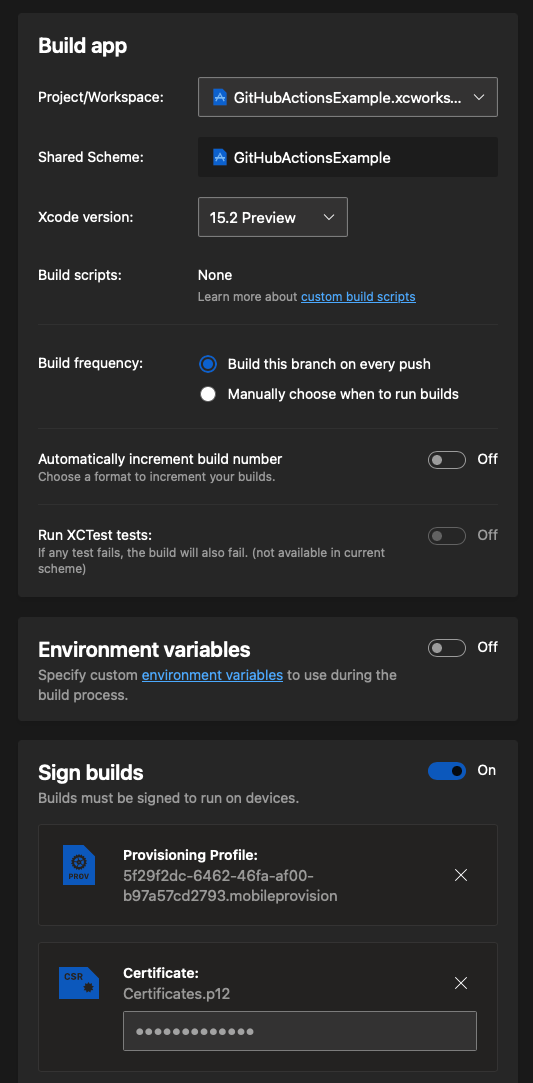 Build app
Project/Workspace:
GitHubActionsExample.xcworks...
Shared Scheme:
GitHubActionsExample
Xcode version:
15.2 Preview
Build scripts:
None
Learn more about custom build scripts
Build frequency:
Build this branch on every push
Manually choose when to run builds
Automatically increment build number
Off
Choose a format to increment your builds.
Run XCTest tests:
Off
If any test fails, the build will also fail. (not available in current
scheme)
Environment variables
Off
Specify custom environment variables to use during the
build process.
Sign builds
On
Builds must be signed to run on devices.
PROV
Provisioning Profile:
5f29f2dc-6462-46fa-af00-
b97a57cd2793.mobileprovision
CSR
Certificate:
Certificates.p12